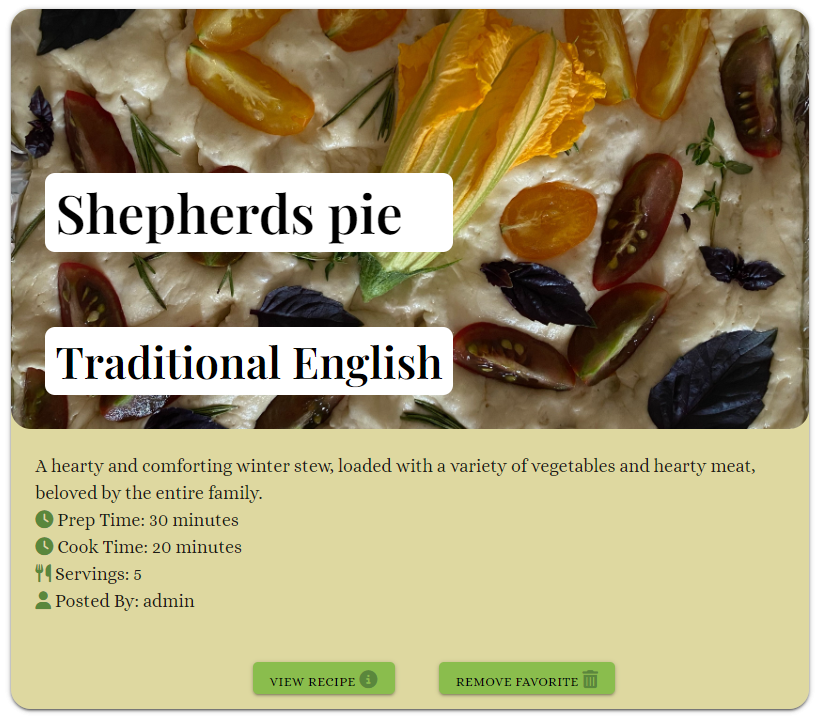 Shepherds pie
Traditional English
A hearty and comforting winter stew, loaded with a variety of vegetables and hearty meat,
beloved by the entire family.
Prep Time: 30 minutes
Cook Time: 20 minutes
Servings: 5
Posted By: admin
VIEW RECIPE
REMOVE FAVORITE